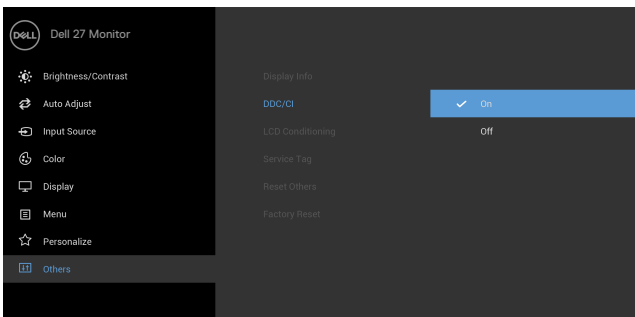 DELL
Dell 27 Monitor
Brightness/Contrast
Auto Adjust
Input Source
Color
Display
Menu
Personalize
Others
Display Info
DDC/CI
LCD Conditioning
Service Tag
Reset Others
Factory Reset
On
Off